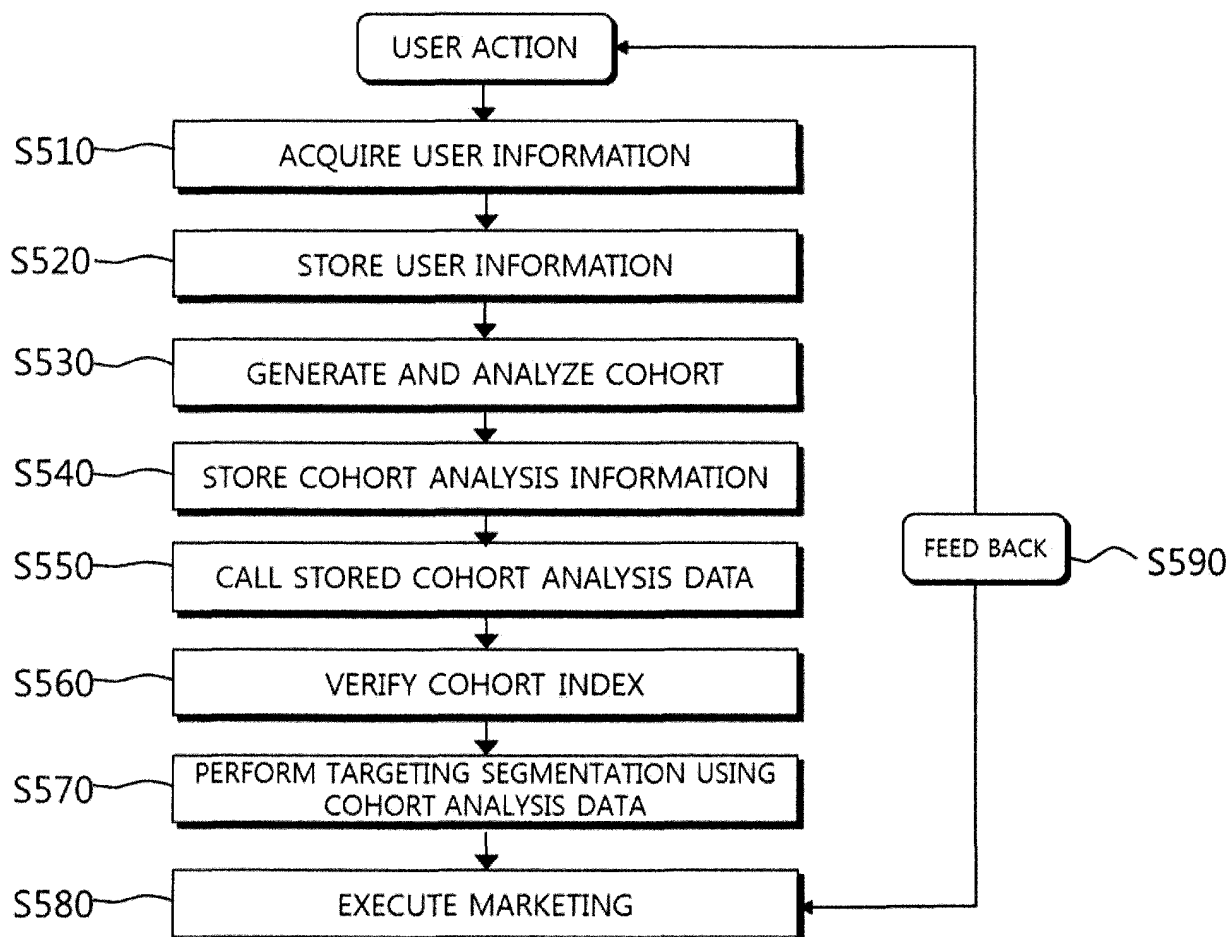 USER ACTION
S510
ACQUIRE USER INFORMATION
S520
STORE USER INFORMATION
S530
GENERATE AND ANALYZE COHORT
S540
STORE COHORT ANALYSIS INFORMATION
S550
CALL STORED COHORT ANALYSIS DATA
FEED BACK
S590
S560
VERIFY COHORT INDEX
S570
PERFORM TARGETING SEGMENTATION USING
COHORT ANALYSIS DATA
S580
EXECUTE MARKETING